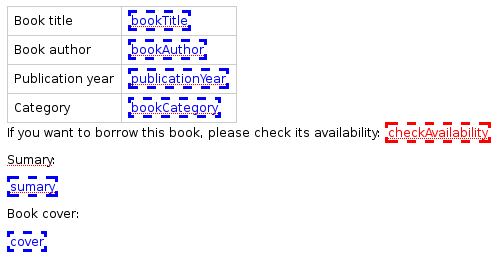 Book title bookTitle
Book author bookAuthor
Publication year publicationYear
Category bookCategory
If you want to borrow this book, please check its availability: checkAvailability
Sumary:
sumary
Book cover:
cover